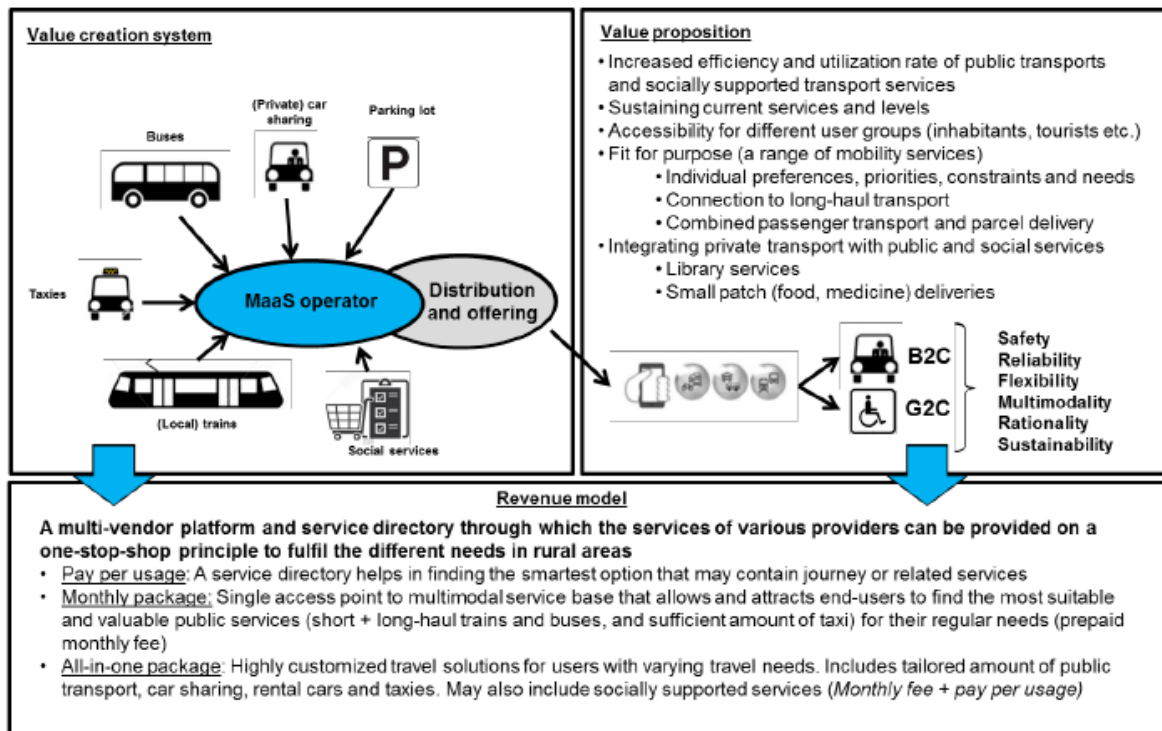 Value creation system
(Private) car
sharing
Parking lot
Buses
P
Taxies
MaaS operator
Distribution
and offering
(Local) trains
Social services
Value proposition
• Increased efficiency and utilization rate of public transports
and socially supported transport services
• Sustaining current services and levels
• Accessibility for different user groups (inhabitants, tourists etc.)
• Fit for purpose (a range of mobility services)
• Individual preferences, priorities, constraints and needs
• Connection to long-haul transport
• Combined passenger transport and parcel delivery
• Integrating private transport with public and social services
• Library services
• Small patch (food, medicine) deliveries
B2C
G2C
Safety
Reliability
Flexibility
Multimodality
Rationality
Sustainability
Revenue model
A multi-vendor platform and service directory through which the services of various providers can be provided on a
one-stop-shop principle to fulfil the different needs in rural areas
• Pay per usage: A service directory helps in finding the smartest option that may contain journey or related services
• Monthly package: Single access point to multimodal service base that allows and attracts end-users to find the most suitable
and valuable public services (short + long-haul trains and buses, and sufficient amount of taxi) for their regular needs (prepaid
monthly fee)
• All-in-one package: Highly customized travel solutions for users with varying travel needs. Includes tailored amount of public
transport, car sharing, rental cars and taxies. May also include socially supported services (Monthly fee + pay per usage)